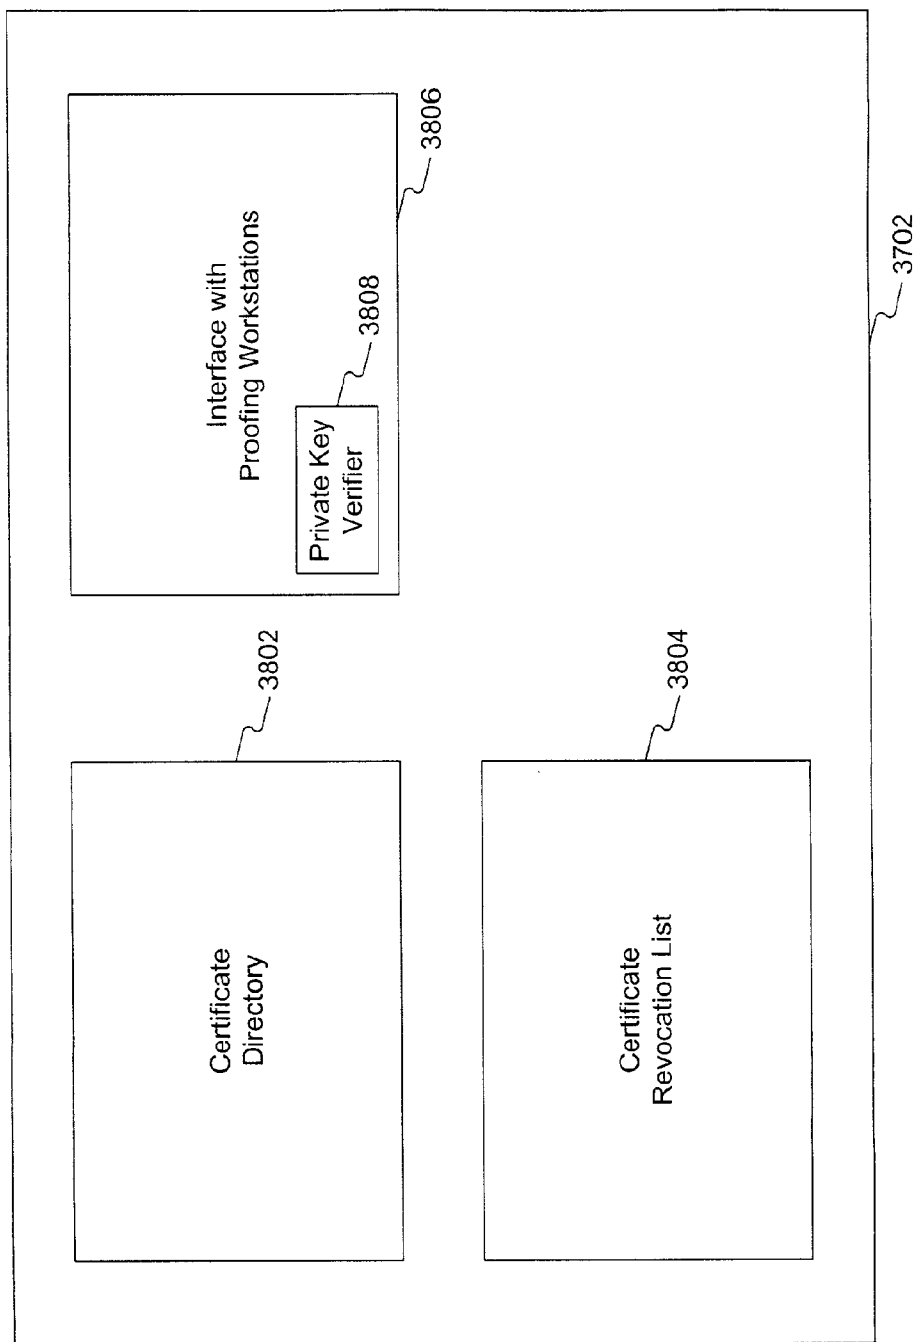 Certificate
Directory
3802
Interface with
Proofing Workstations
Private Key
Verifier
3808
3806
Certificate
Revocation List
3804
3702